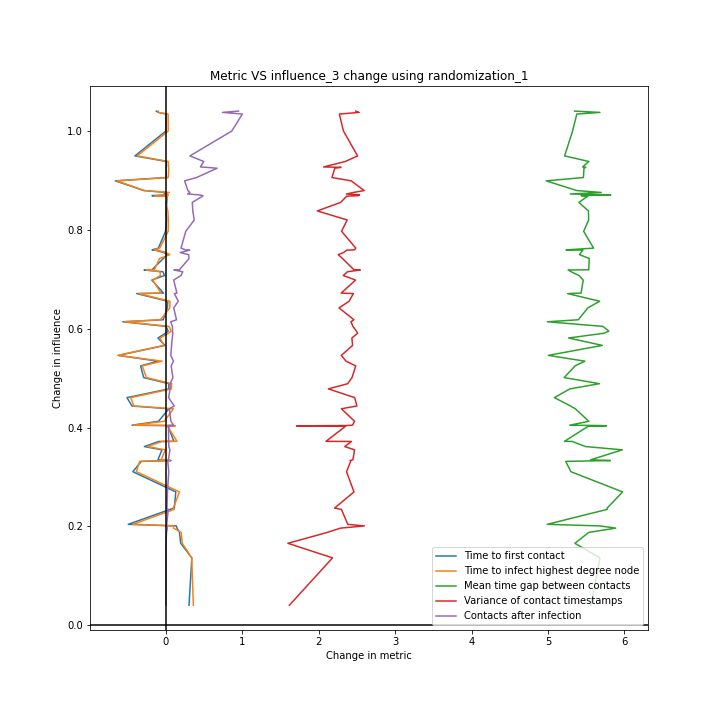 Metric VS influence_3 change using randomization_1
Change in influence
1.0
0.8
0.6
0.4
0.2
0.0
Time to first contact
Time to infect highest degree node
Mean time gap between contacts
Variance of contact timestamps
Contacts after infection
0 1 2 3 4 5 6
Change in metric